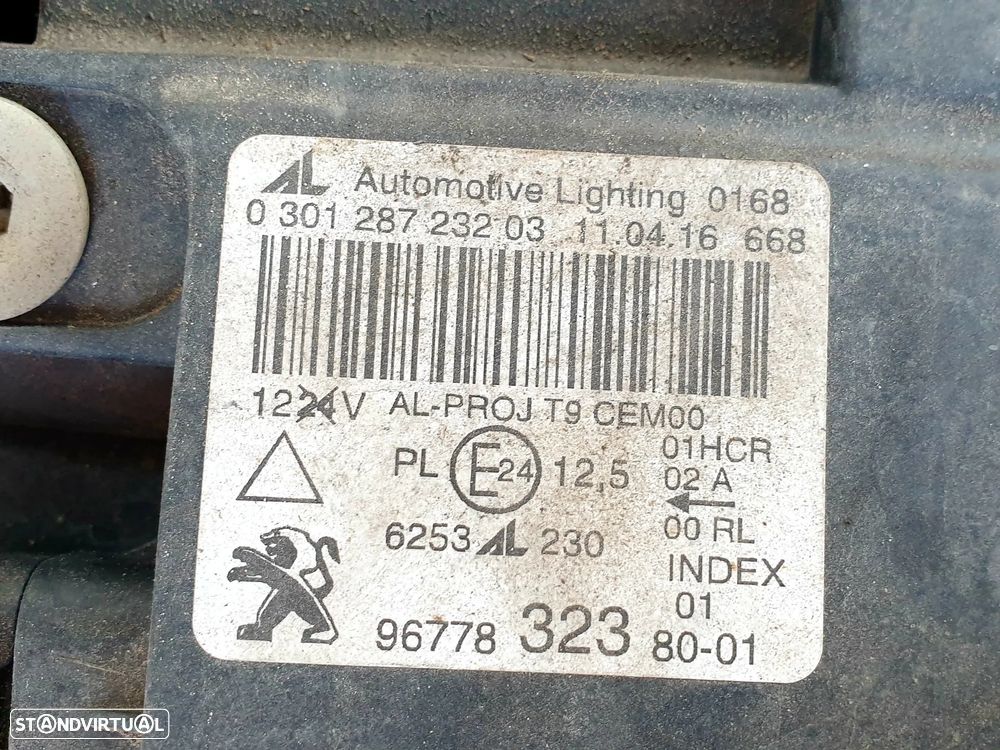 AL Automotive Lighting 0168
0 301 287 232 03 11.04.16 668
12 24V AL-PROJ T9 CEM00
PL E24 12,5
01HCR
02 A
00 RL
6253 AL 230
INDEX
01
96778 323 80-01
STANDVIRTUAL